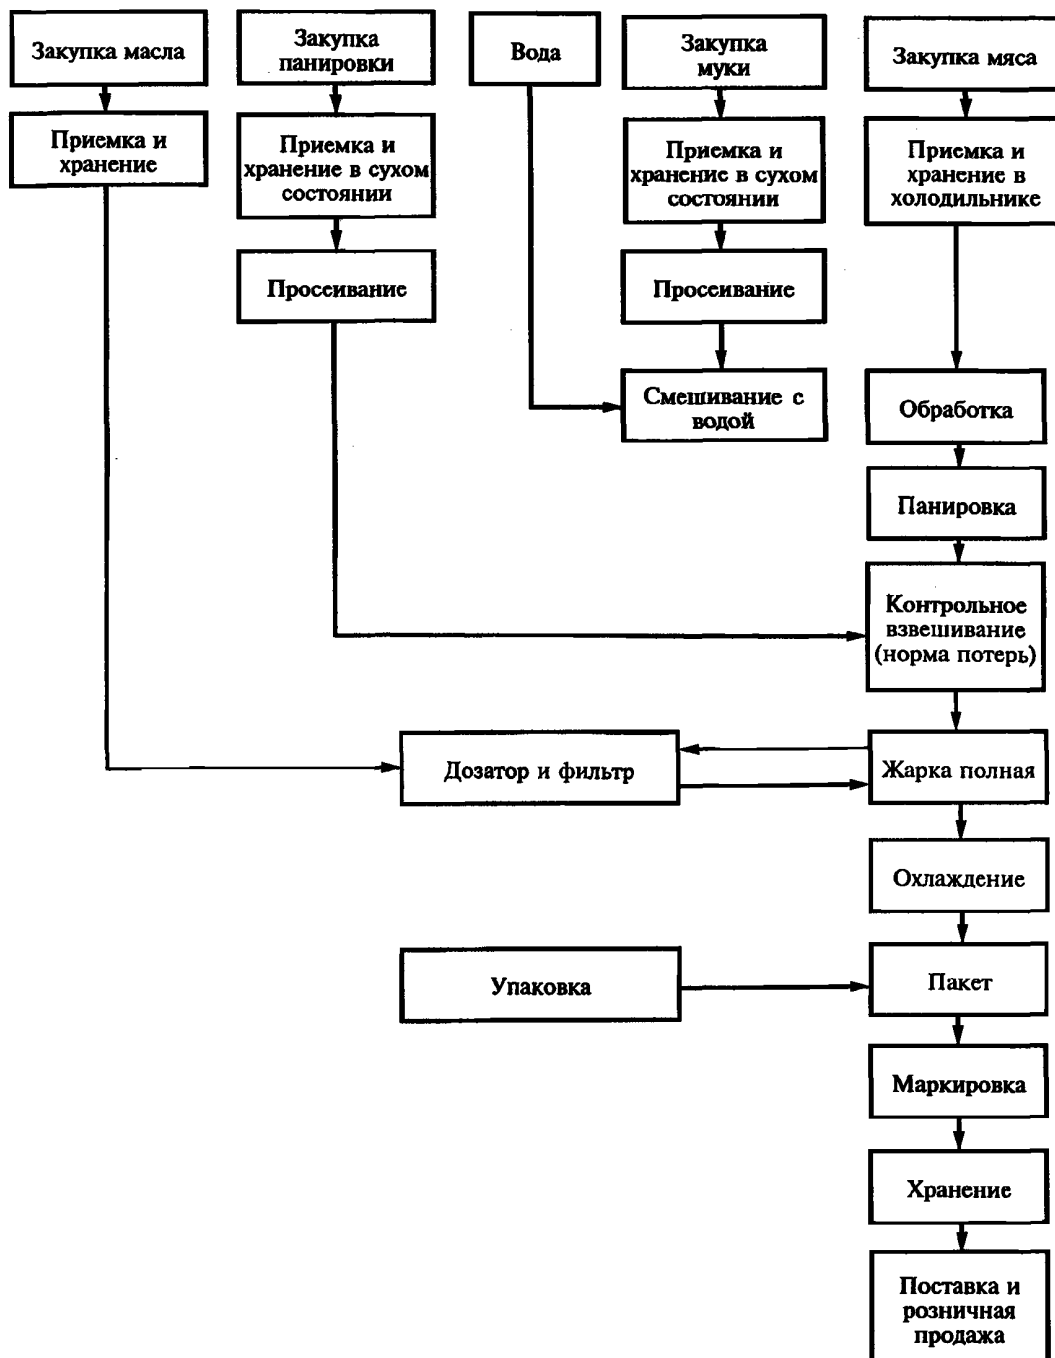 Закупка масла
Закупка
панировки
Вода
Закупка
муки
Закупка мяса
Приемка и
хранение
Приемка и
хранение в сухом
состоянии
Приемка и
хранение в сухом
состоянии
Приемка и
хранение в
холодильнике
Просеивание
Просеивание
Смешивание с
водой
Обработка
Панировка
Контрольное
взвешивание
(норма потерь)
Дозатор и фильтр
Жарка полная
Охлаждение
Упаковка
Пакет
Маркировка
Хранение
Поставка и
розничная
продажа